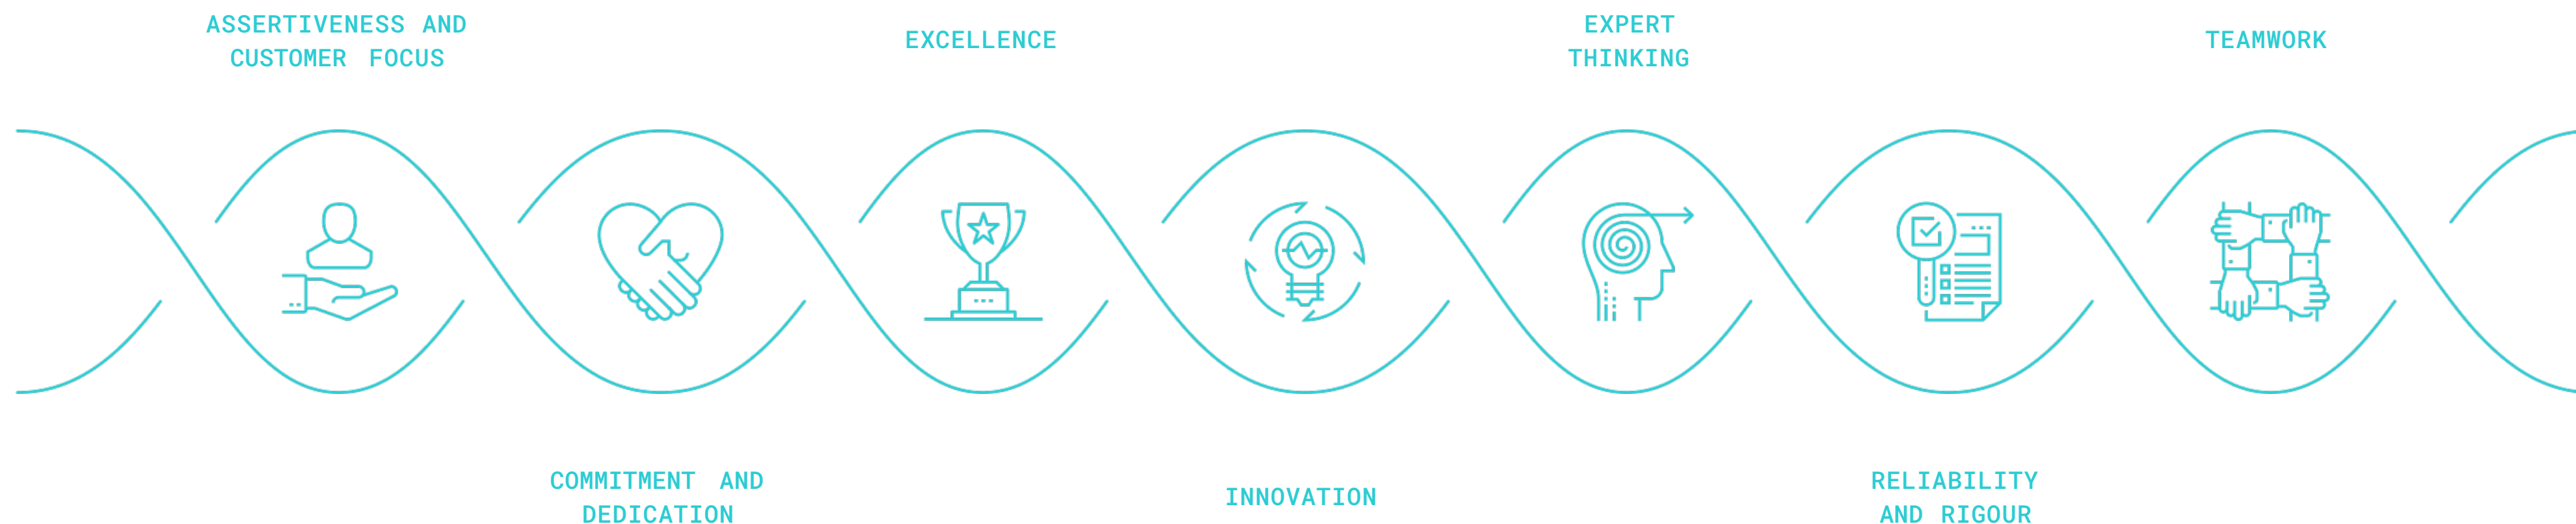 ASSERTIVENESS AND
CUSTOMER FOCUS
COMMITMENT AND
DEDICATION
EXCELLENCE
INNOVATION
EXPERT
THINKING
RELIABILITY
AND RIGOUR
TEAMWORK